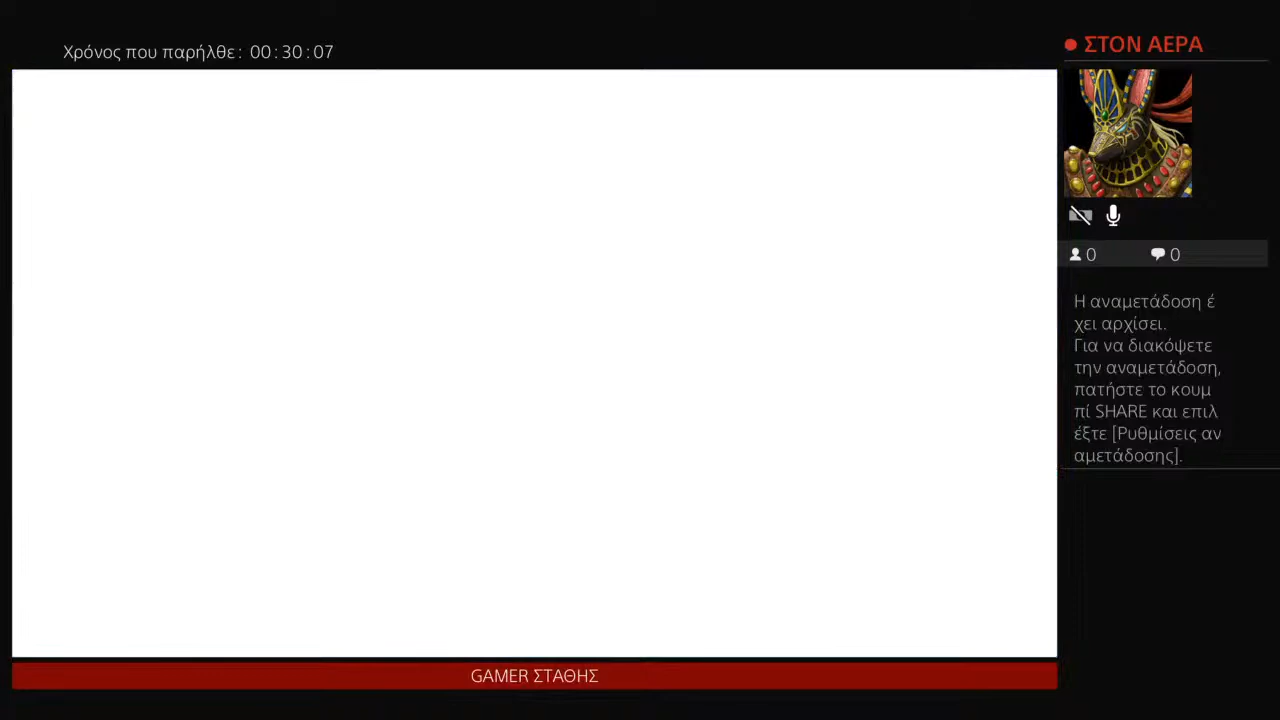 Χρόνος που παρήλθε: 00:30:07
ΣΤΟΝ ΑΕΡΑ
0 0
Η αναμετάδοση έ
χει αρχίσει.
Για να διακόψετε
την αναμετάδοση,
πατήστε το κουμ
πί SHARE και επιλ
έξτε [Ρυθμίσεις αν
αμετάδοσης].
GAMER ΣΤΑΘΗΣ